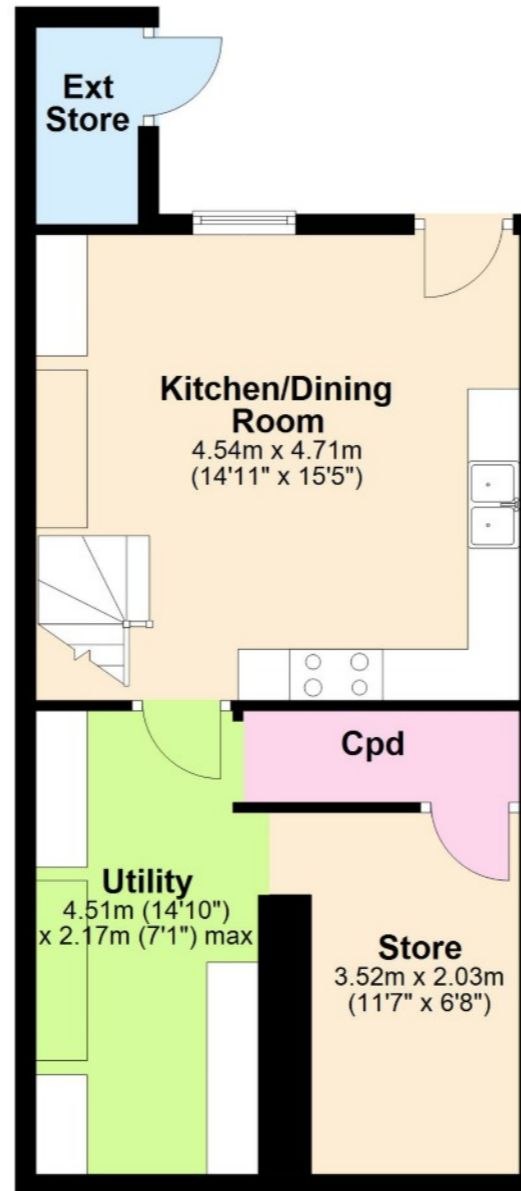 Ext
Store
Kitchen/Dining
Room
4.54m x 4.71m
(14'11" x 15'5")
Cpd
Utility
4.51m (14'10")
x 2.17m (7'1") max
Store
3.52m x 2.03m
(11'7" x 6'8")